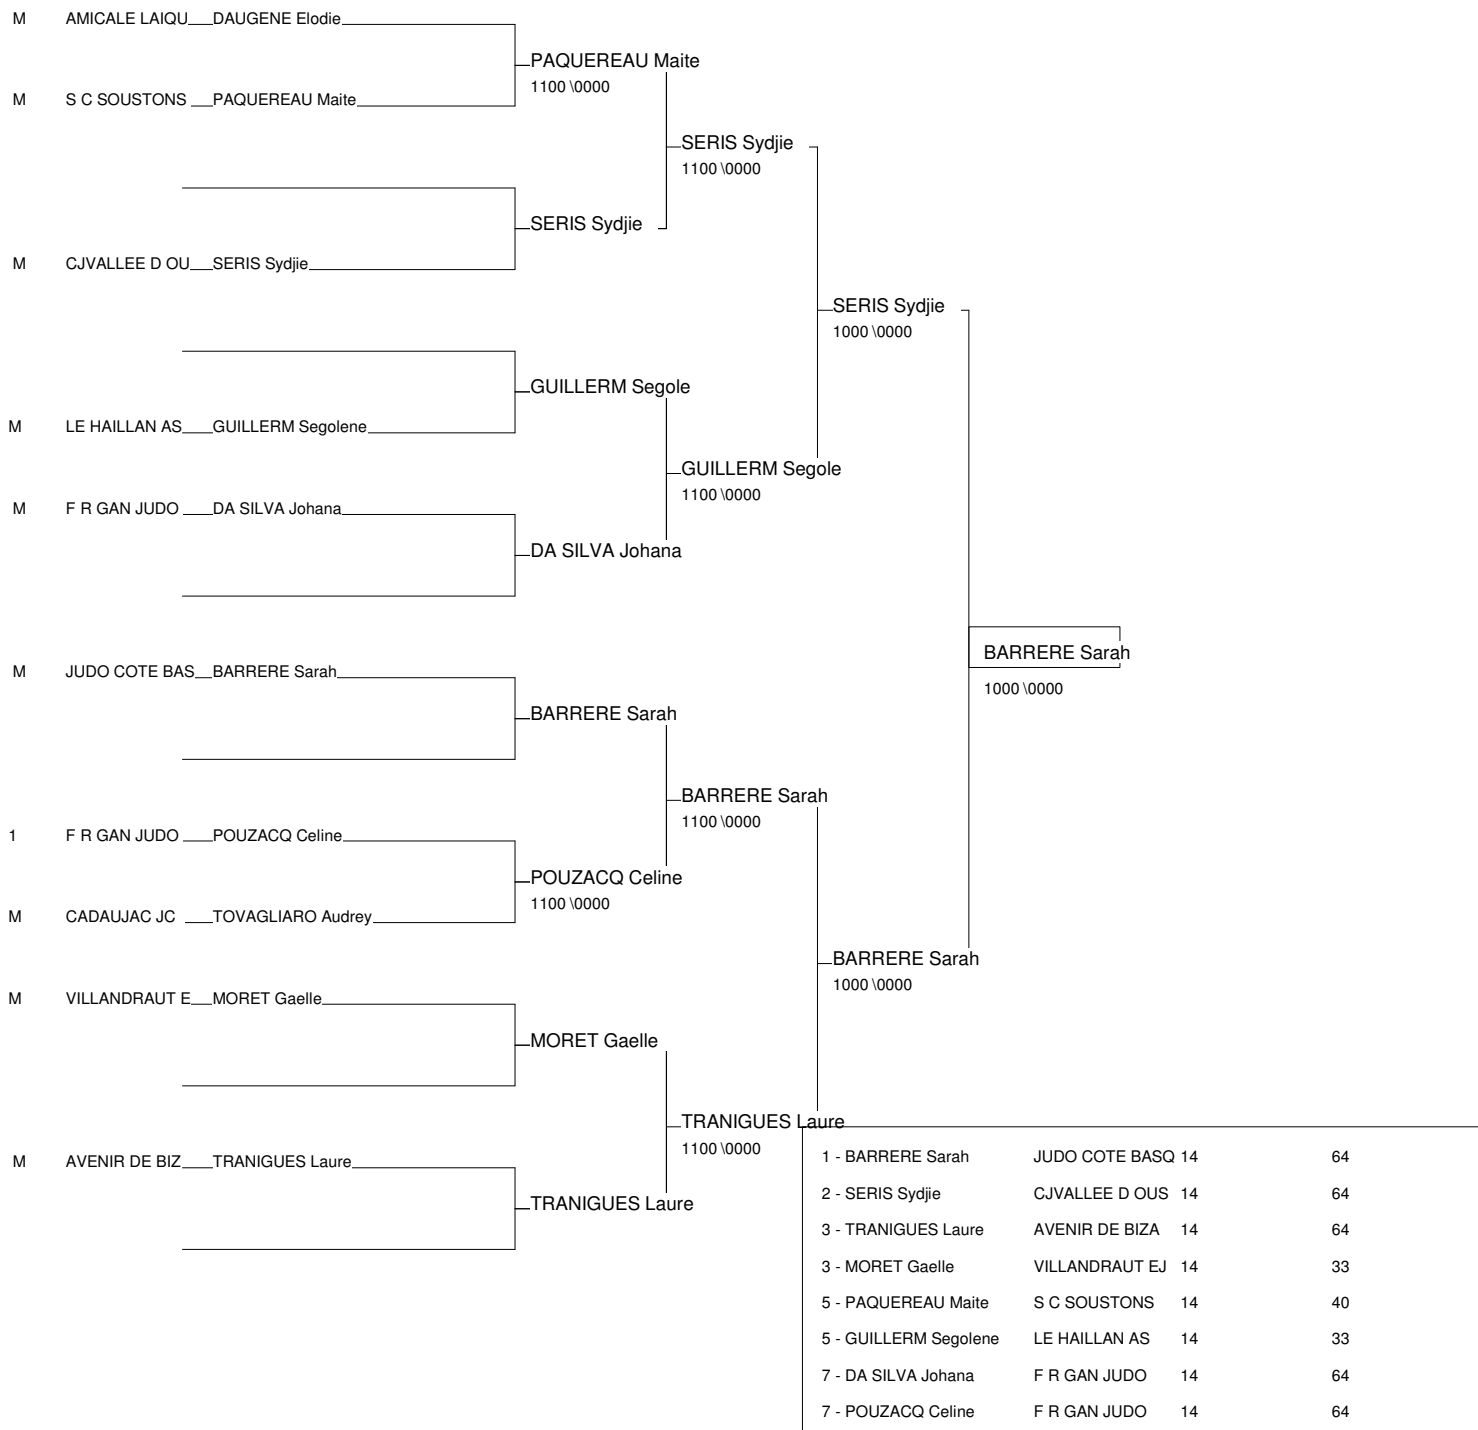 M AMICALE LAIQU DAUGENE Elodie
PAQUEREAU Maite
1100 \0000
M S C SOUSTONS PAQUEREAU Maite
SERIS Sydjie
1100 \0000
SERIS Sydjie
M CJVALLEE D OU SERIS Sydjie
SERIS Sydjie
1000 \0000
GUILLERM Segole
M LE HAILLAN AS GUILLERM Segolene
GUILLERM Segole
1100 \0000
M F R GAN JUDO DA SILVA Johana
DA SILVA Johana
BARRERE Sarah
1000 \0000
M JUDO COTE BAS BARRERE Sarah
BARRERE Sarah
BARRERE Sarah
1100 \0000
1 F R GAN JUDO POUZACQ Celine
POUZACQ Celine
1100 \0000
M CADAUJAC JC TOVAGLIARO Audrey
BARRERE Sarah
1000 \0000
M VILLANDRAUT E MORET Gaelle
MORET Gaelle
TRANIGUES Laure
1100 \0000
M AVENIR DE BIZ TRANIGUES Laure
TRANIGUES Laure
1 - BARRERE Sarah JUDO COTE BASQ 14 64
2 - SERIS Sydjie CJVALLEE D OUS 14 64
3 - TRANIGUES Laure AVENIR DE BIZA 14 64
3 - MORET Gaelle VILLANDRAUT EJ 14 33
5 - PAQUEREAU Maite S C SOUSTONS 14 40
5 - GUILLERM Segolene LE HAILLAN AS 14 33
7 - DA SILVA Johana F R GAN JUDO 14 64
7 - POUZACQ Celine F R GAN JUDO 14 64